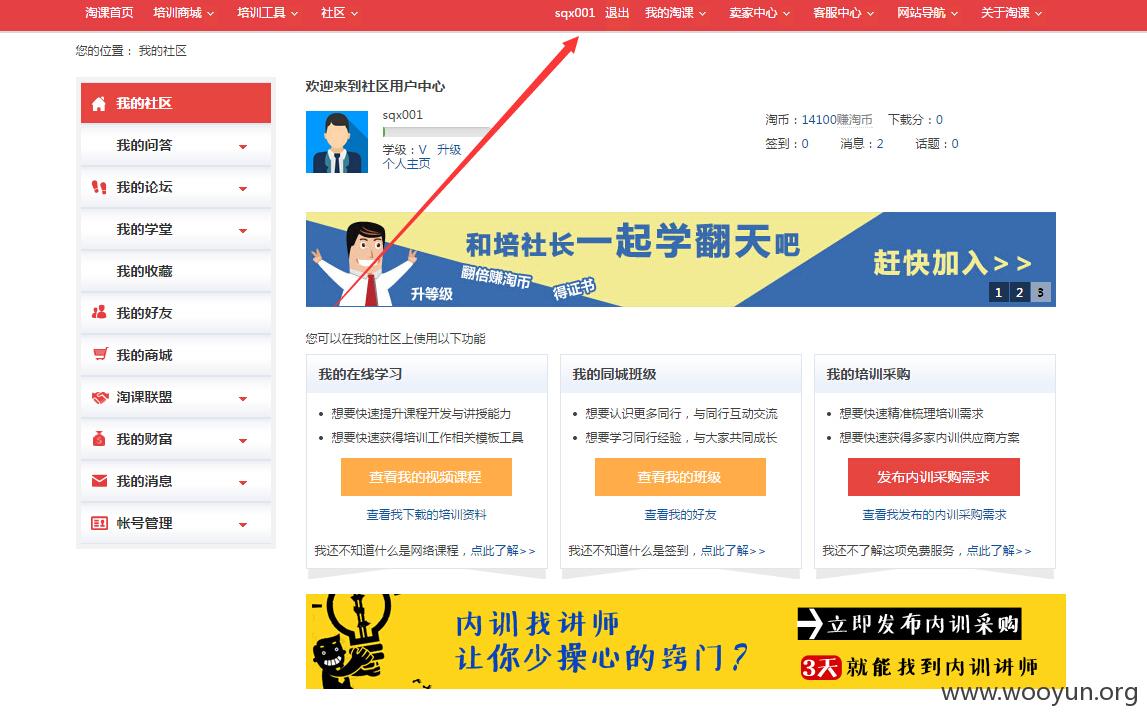 淘课首页 培训商城 培训工具 社区 sqx001 退出 我的淘课 卖家中心 客服中心 网站导航 关于淘课
您的位置： 我的社区
我的社区
我的问答
我的论坛
我的学堂
我的收藏
我的好友
我的商城
淘课联盟
我的财富
我的消息
帐号管理
欢迎来到社区用户中心
sqx001
学级：V 升级
个人主页
淘币：14100赚淘币 下载分：0
签到：0 消息：2 话题：0
和培社长一起学翻天吧
翻倍赚淘币
升等级
得证书
赶快加入>>
1 2 3
您可以在我的社区上使用以下功能
我的在线学习
想要快速提升课程开发与讲授能力
想要快速获得培训工作相关模板工具
查看我的视频课程
查看我下载的培训资料
我还不知道什么是网络课程，点此了解>>
我的同城班级
想要认识更多同行，与同行互动交流
想要学习同行经验，与大家共同成长
查看我的班级
查看我的好友
我还不知道什么是签到，点此了解>>
我的培训采购
想要快速精准梳理培训需求
想要快速获得多家内训供应商方案
发布内训采购需求
查看我发布的内训采购需求
我还不了解这项免费服务，点此了解>>
内训找讲师
让你少操心的窍门？
立即发布内训采购
3天就能找到内训讲师
www.wooyun.org